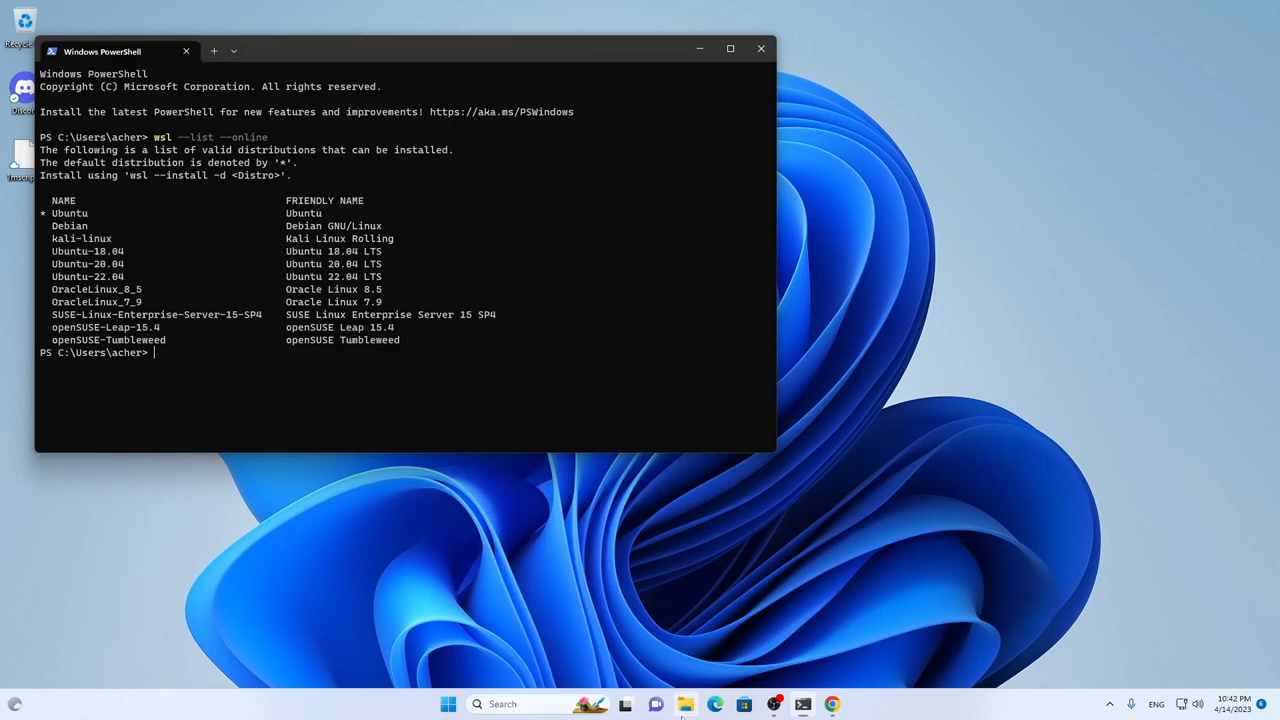 Recycle
Discor
1mscrip
Windows PowerShell
Windows PowerShell
Copyright (C) Microsoft Corporation. All rights reserved.
Install the latest PowerShell for new features and improvements! https://aka.ms/PSWindows
PS C:\Users\acher> wsl --list --online
The following is a list of valid distributions that can be installed.
The default distribution is denoted by '*'.
Install using 'wsl --install -d <Distro>'.
NAME FRIENDLY NAME
* Ubuntu Ubuntu
Debian Debian GNU/Linux
kali-linux Kali Linux Rolling
Ubuntu-18.04 Ubuntu 18.04 LTS
Ubuntu-20.04 Ubuntu 20.04 LTS
Ubuntu-22.04 Ubuntu 22.04 LTS
OracleLinux_8_5 Oracle Linux 8.5
OracleLinux_7_9 Oracle Linux 7.9
SUSE-Linux-Enterprise-Server-15-SP4 SUSE Linux Enterprise Server 15 SP4
openSUSE-Leap-15.4 openSUSE Leap 15.4
openSUSE-Tumbleweed openSUSE Tumbleweed
PS C:\Users\acher>
Search
ENG
10:42 PM
4/14/2023
6